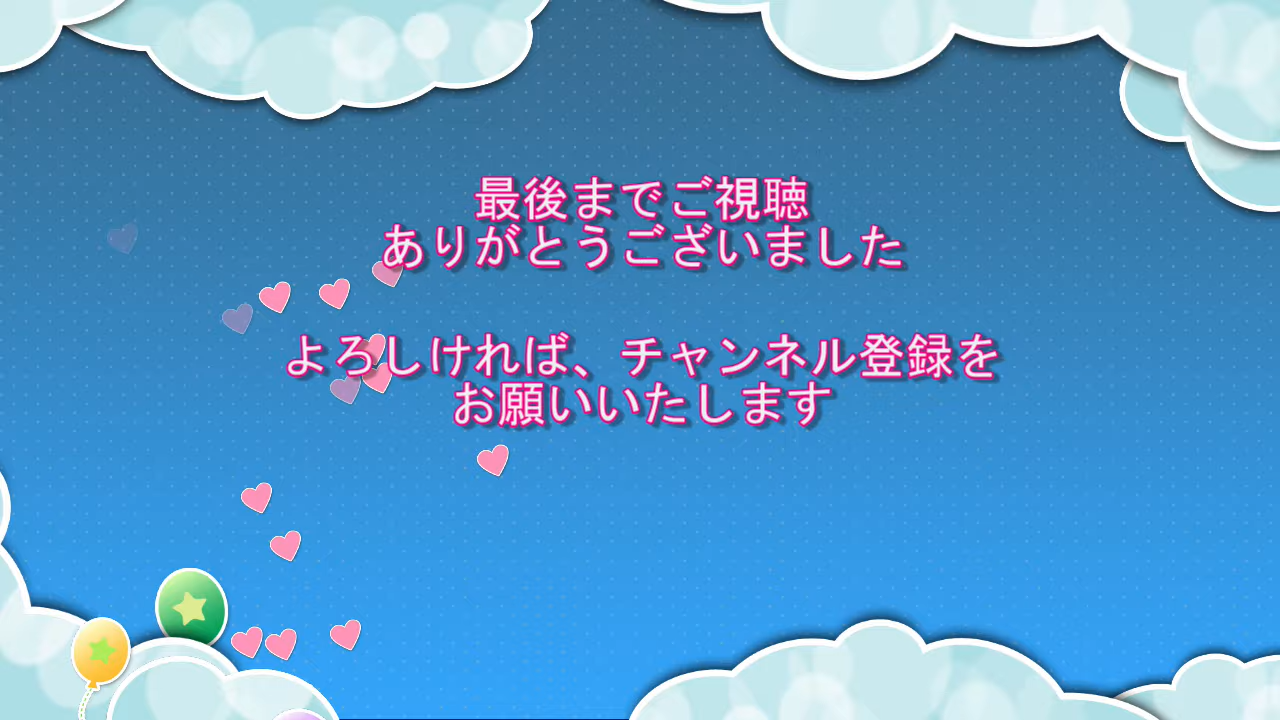 最後までご視聴
ありがとうございました
よろしければ、チャンネル登録を
お願いいたします